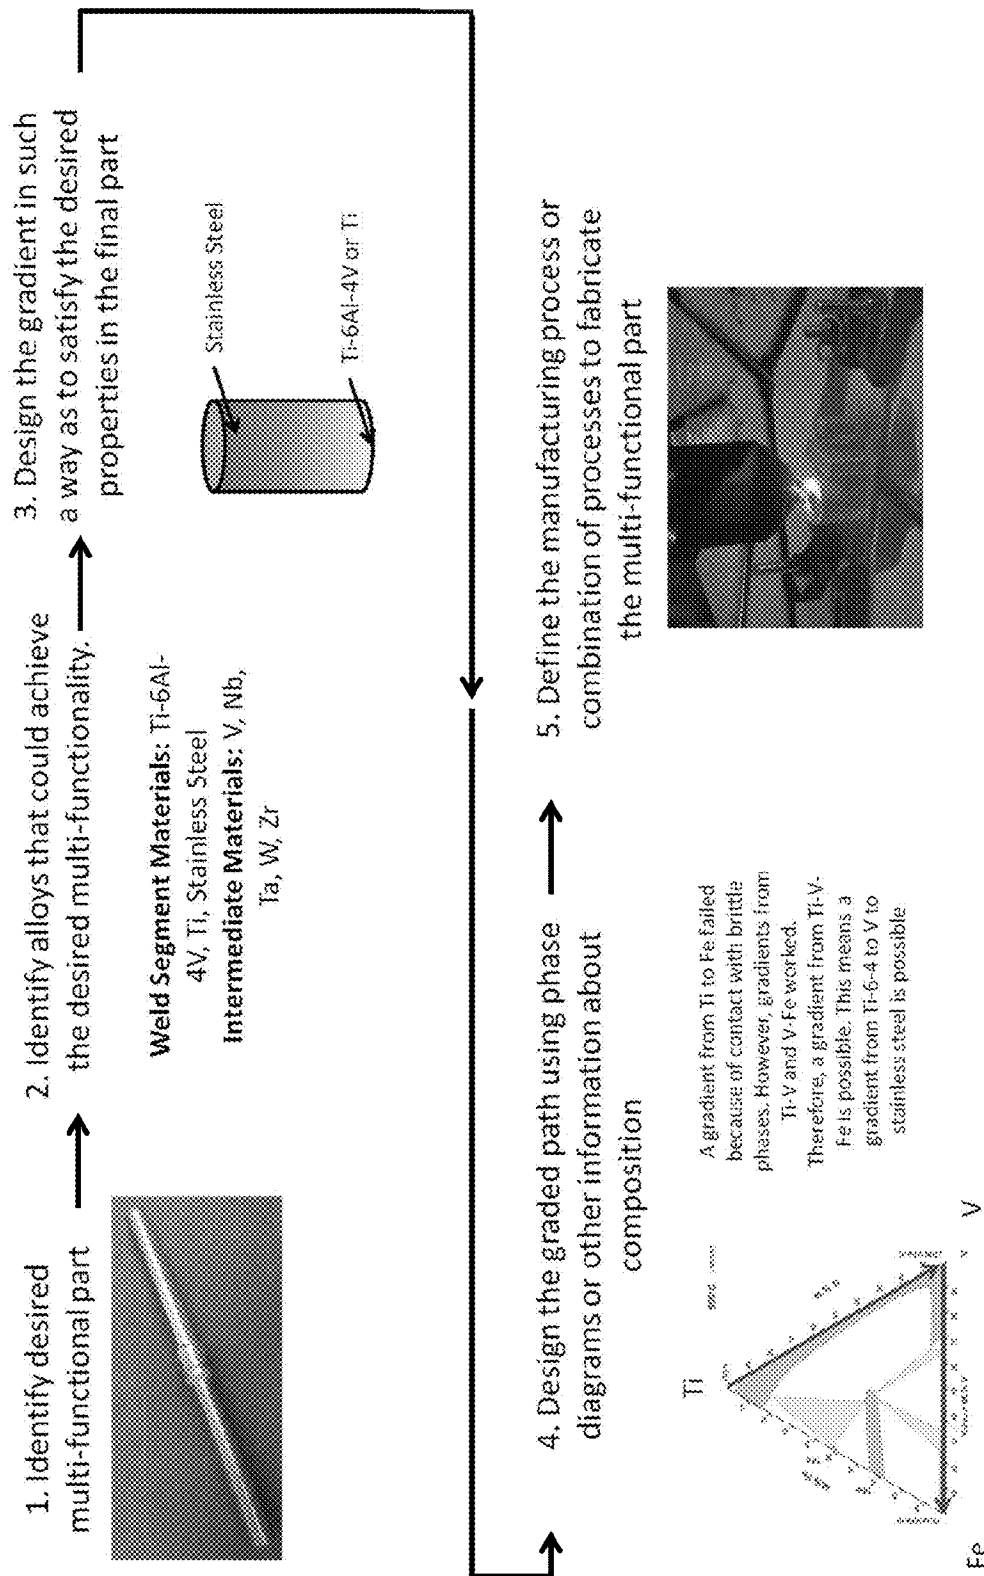 1. Identify desired
multi-functional part
2. Identify alloys that could achieve
the desired multi-functionality.
Weld Segment Materials: Ti-6Al-
4V, Ti, Stainless Steel
Intermediate Materials: V, Nb,
Ta, W, Zr
3. Design the gradient in such
a way as to satisfy the desired
properties in the final part
Stainless Steel
Ti-6Al-4V or Ti
4. Design the graded path using phase
diagrams or other information about
composition
Ti
V
Fe
A gradient from Ti to Fe failed
because of contact with brittle
phases. However, gradients from
Ti-V and V-Fe worked.
Therefore, a gradient from Ti-V-
Fe is possible. This means a
gradient from Ti-6-4 to V to
stainless steel is possible
5. Define the manufacturing process or
combination of processes to fabricate
the multi-functional part